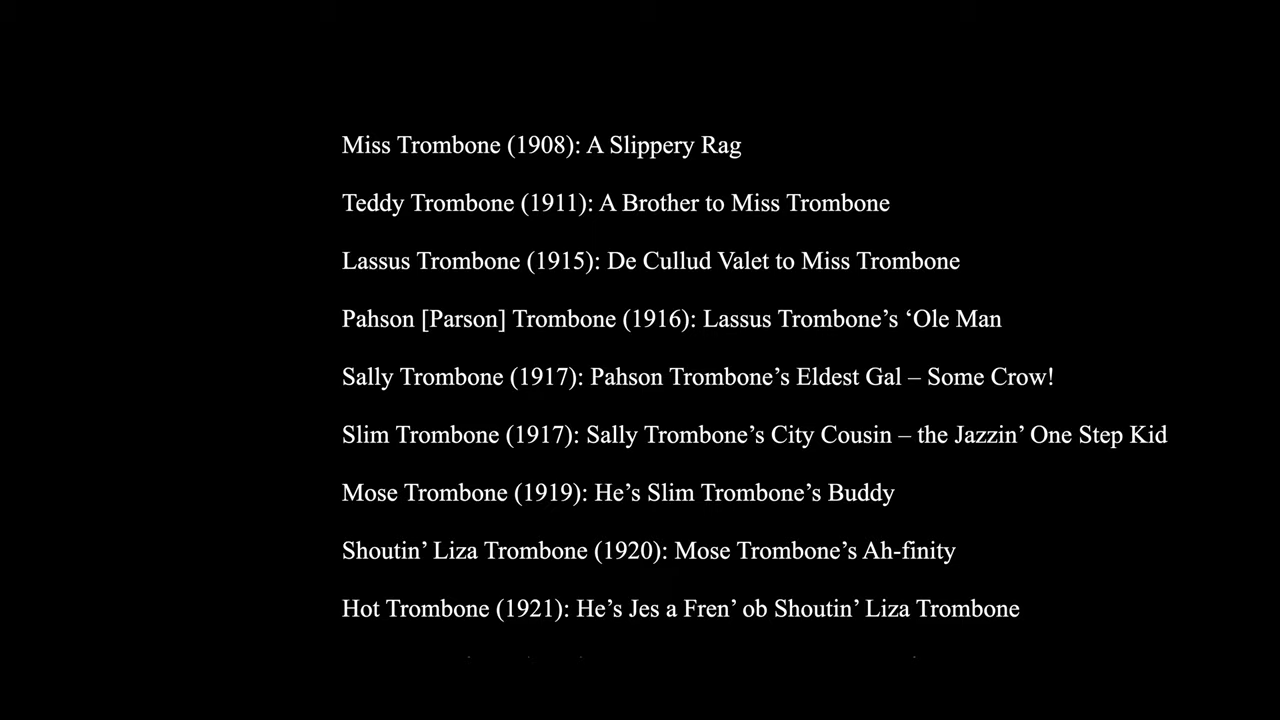 Miss Trombone (1908): A Slippery Rag
Teddy Trombone (1911): A Brother to Miss Trombone
Lassus Trombone (1915): De Cullud Valet to Miss Trombone
Pahson [Parson] Trombone (1916): Lassus Trombone’s ‘Ole Man
Sally Trombone (1917): Pahson Trombone’s Eldest Gal – Some Crow!
Slim Trombone (1917): Sally Trombone’s City Cousin – the Jazzin’ One Step Kid
Mose Trombone (1919): He’s Slim Trombone’s Buddy
Shoutin’ Liza Trombone (1920): Mose Trombone’s Ah-finity
Hot Trombone (1921): He’s Jes a Fren’ ob Shoutin’ Liza Trombone